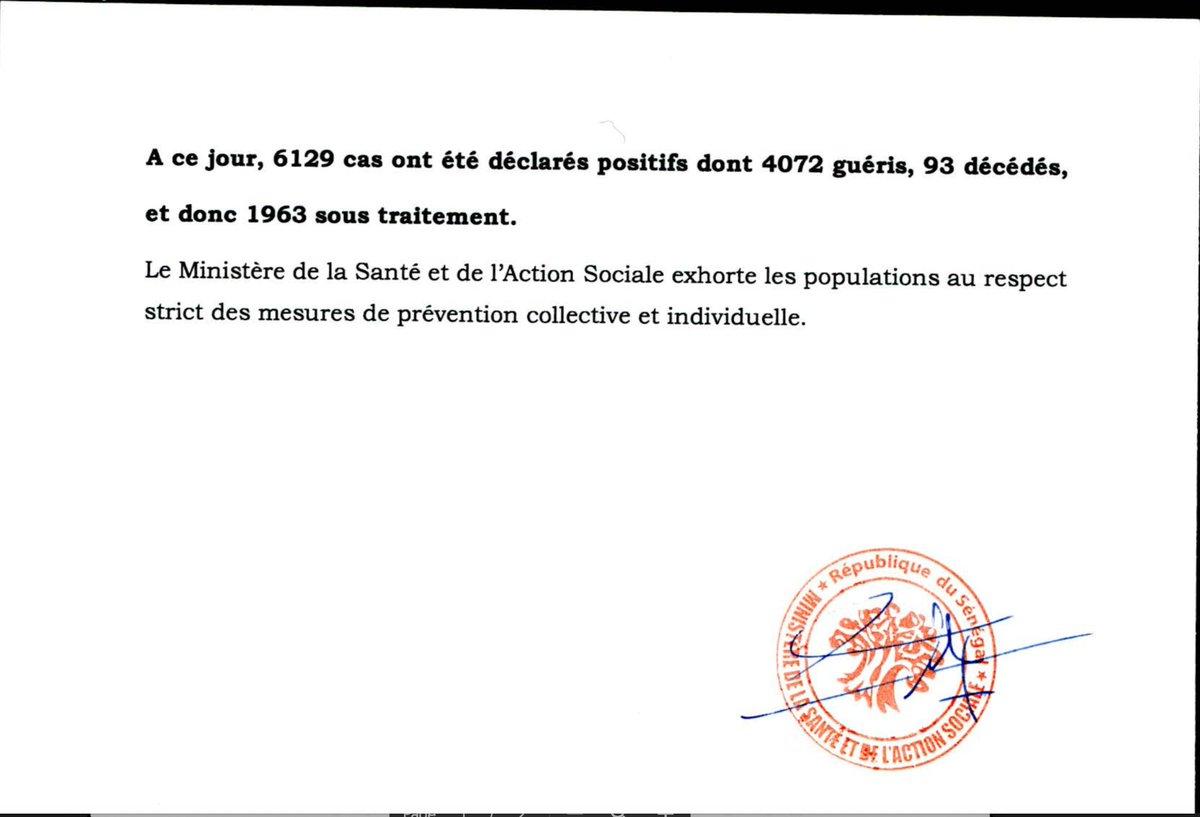 A ce jour, 6129 cas ont été déclarés positifs dont 4072 guéris, 93 décédés,
et donc 1963 sous traitement.
Le Ministère de la Santé et de l'Action Sociale exhorte les populations au respect
strict des mesures de prévention collective et individuelle.
★ République du Sénégal ★
MINISTERE DE LA SANTÉ ET DE L'ACTION SOCIALE